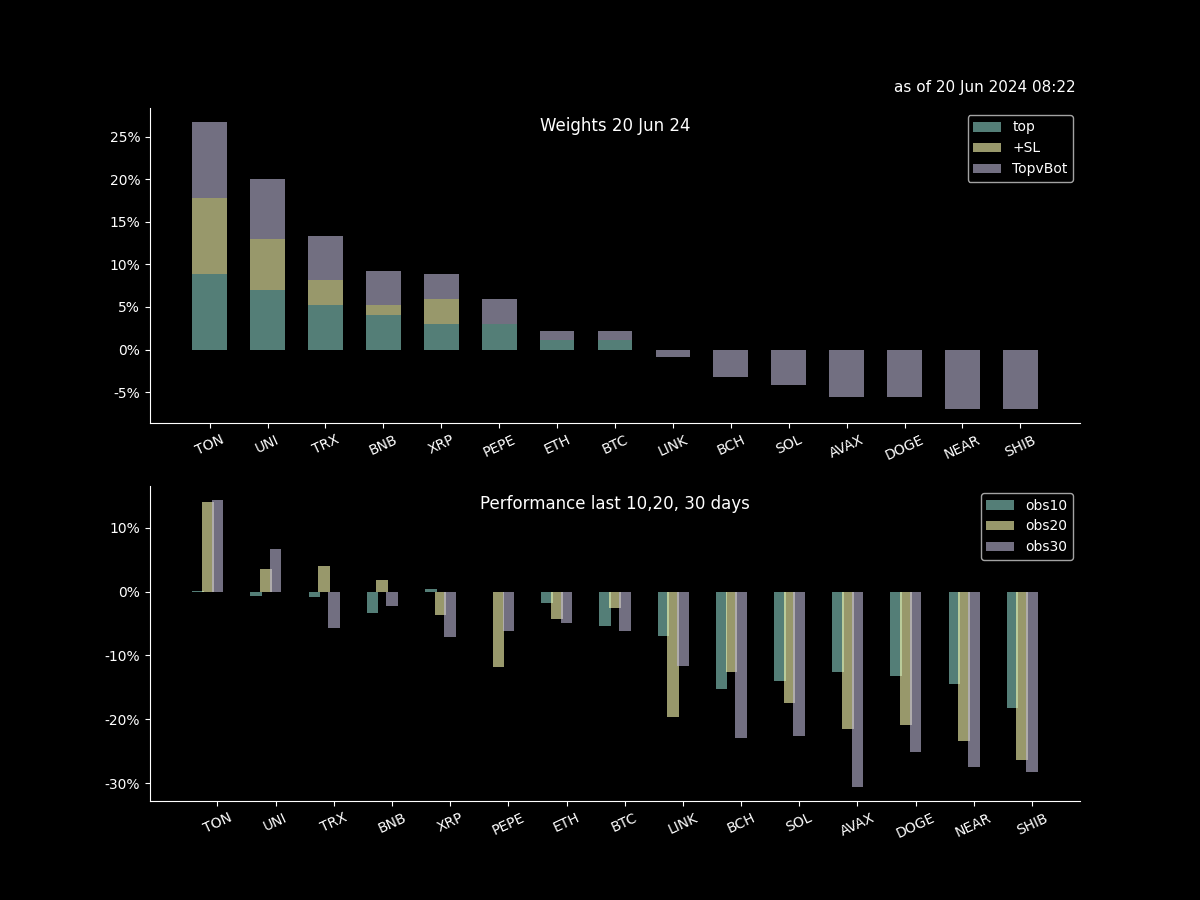 as of 20 Jun 2024 08:22
Weights 20 Jun 24
top
+SL
TopvBot
25%
20%
15%
10%
5%
0%
-5%
TON UNI TRX BNB XRP PEPE ETH BTC LINK BCH SOL AVAX DOGE NEAR SHIB
Performance last 10,20, 30 days
obs10
obs20
obs30
10%
0%
-10%
-20%
-30%
TON UNI TRX BNB XRP PEPE ETH BTC LINK BCH SOL AVAX DOGE NEAR SHIB